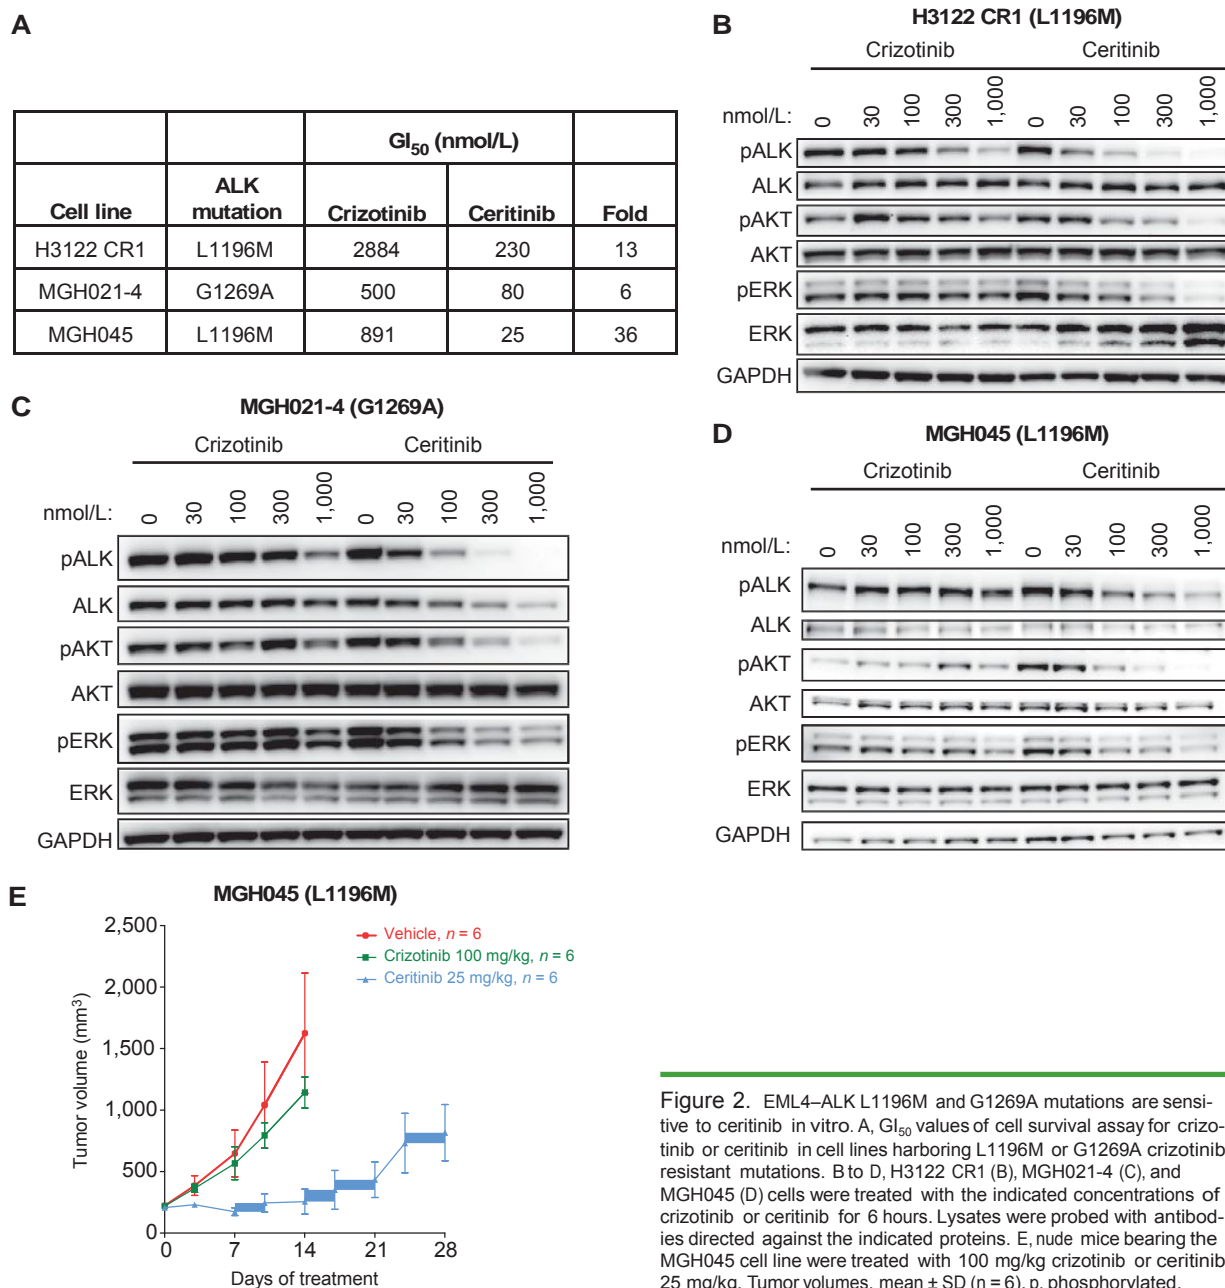 A
GI50 (nmol/L)
Cell line ALK mutation Crizotinib Ceritinib Fold
H3122 CR1 L1196M 2884 230 13
MGH021-4 G1269A 500 80 6
MGH045 L1196M 891 25 36
B
H3122 CR1 (L1196M)
Crizotinib Ceritinib
nmol/L: 0 30 100 300 1,000 0 30 100 300 1,000
pALK
ALK
pAKT
AKT
pERK
ERK
GAPDH
C
MGH021-4 (G1269A)
Crizotinib Ceritinib
nmol/L: 0 30 100 300 1,000 0 30 100 300 1,000
pALK
ALK
pAKT
AKT
pERK
ERK
GAPDH
D
MGH045 (L1196M)
Crizotinib Ceritinib
nmol/L: 0 30 100 300 1,000 0 30 100 300 1,000
pALK
ALK
pAKT
AKT
pERK
ERK
GAPDH
E
MGH045 (L1196M)
Tumor volume (mm³)
2,500
2,000
1,500
1,000
500
0
Vehicle, n = 6
Crizotinib 100 mg/kg, n = 6
Ceritinib 25 mg/kg, n = 6
0 7 14 21 28
Days of treatment
Figure 2. EML4–ALK L1196M and G1269A mutations are sensi-
tive to ceritinib in vitro. A, GI50 values of cell survival assay for crizo-
tinib or ceritinib in cell lines harboring L1196M or G1269A crizotinib
resistant mutations. B to D, H3122 CR1 (B), MGH021-4 (C), and
MGH045 (D) cells were treated with the indicated concentrations of
crizotinib or ceritinib for 6 hours. Lysates were probed with antibod-
ies directed against the indicated proteins. E, nude mice bearing the
MGH045 cell line were treated with 100 mg/kg crizotinib or ceritinib
25 mg/kg. Tumor volumes, mean ± SD (n = 6). p, phosphorylated.